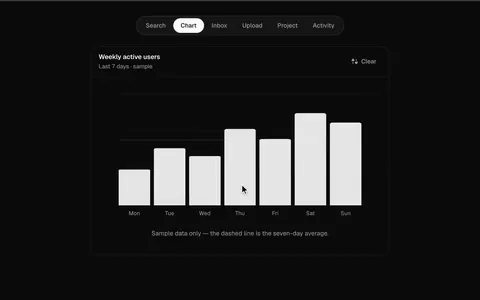 Search Chart Inbox Upload Project Activity
Weekly active users
Last 7 days · sample
Clear
Mon Tue Wed Thu Fri Sat Sun
Sample data only — the dashed line is the seven-day average.